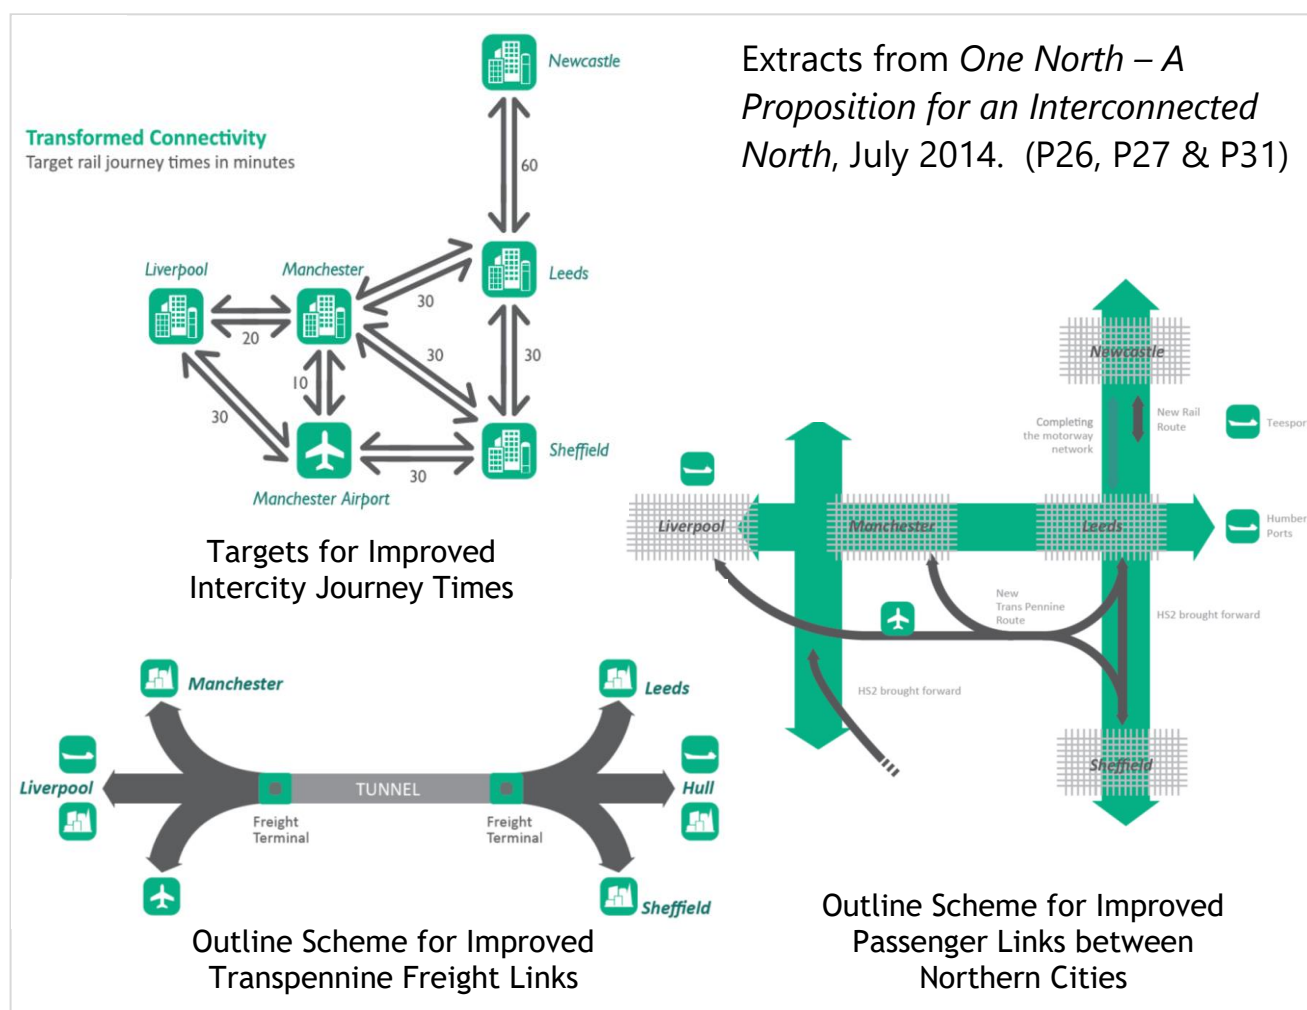 Extracts from One North – A
Proposition for an Interconnected
North, July 2014.  (P26, P27 & P31)
Transformed Connectivity
Target rail journey times in minutes
Newcastle
60
Liverpool
Manchester
Leeds
30
20
30
30
10
30
Sheffield
30
Manchester Airport
Targets for Improved
Intercity Journey Times
Manchester
Leeds
Liverpool
TUNNEL
Hull
Freight
Terminal
Freight
Terminal
Sheffield
Outline Scheme for Improved
Transpennine Freight Links
Newcastle
Completing
the motorway
network
New Rail
Route
Teespor
Liverpool
Manchester
Leeds
Humber
Ports
New
Trans Pennine
Route
HS2 brought forward
HS2 brought forward
Sheffield
Outline Scheme for Improved
Passenger Links between
Northern Cities